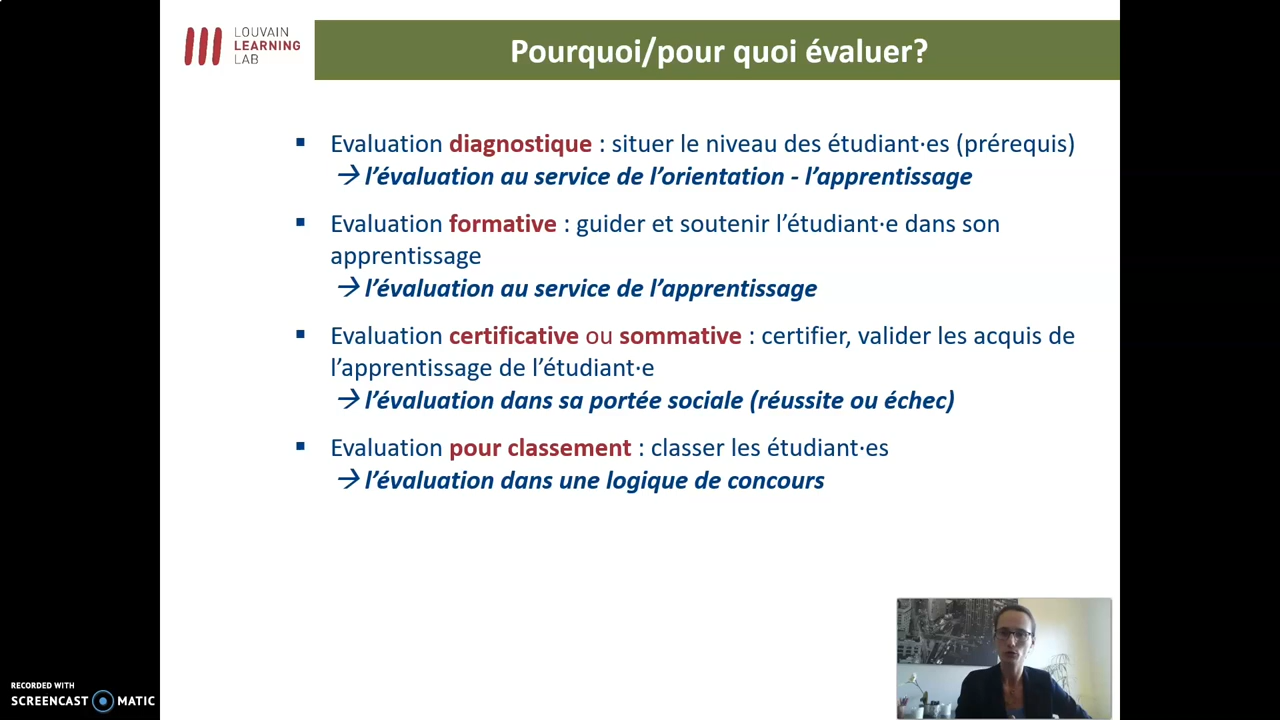 LOUVAIN
LEARNING
LAB
Pourquoi/pour quoi évaluer?
▪ Evaluation diagnostique : situer le niveau des étudiant·es (prérequis)
→ l’évaluation au service de l’orientation - l’apprentissage
▪ Evaluation formative : guider et soutenir l’étudiant·e dans son
apprentissage
→ l’évaluation au service de l’apprentissage
▪ Evaluation certificative ou sommative : certifier, valider les acquis de
l’apprentissage de l’étudiant·e
→ l’évaluation dans sa portée sociale (réussite ou échec)
▪ Evaluation pour classement : classer les étudiant·es
→ l’évaluation dans une logique de concours
RECORDED WITH
SCREENCAST MATIC